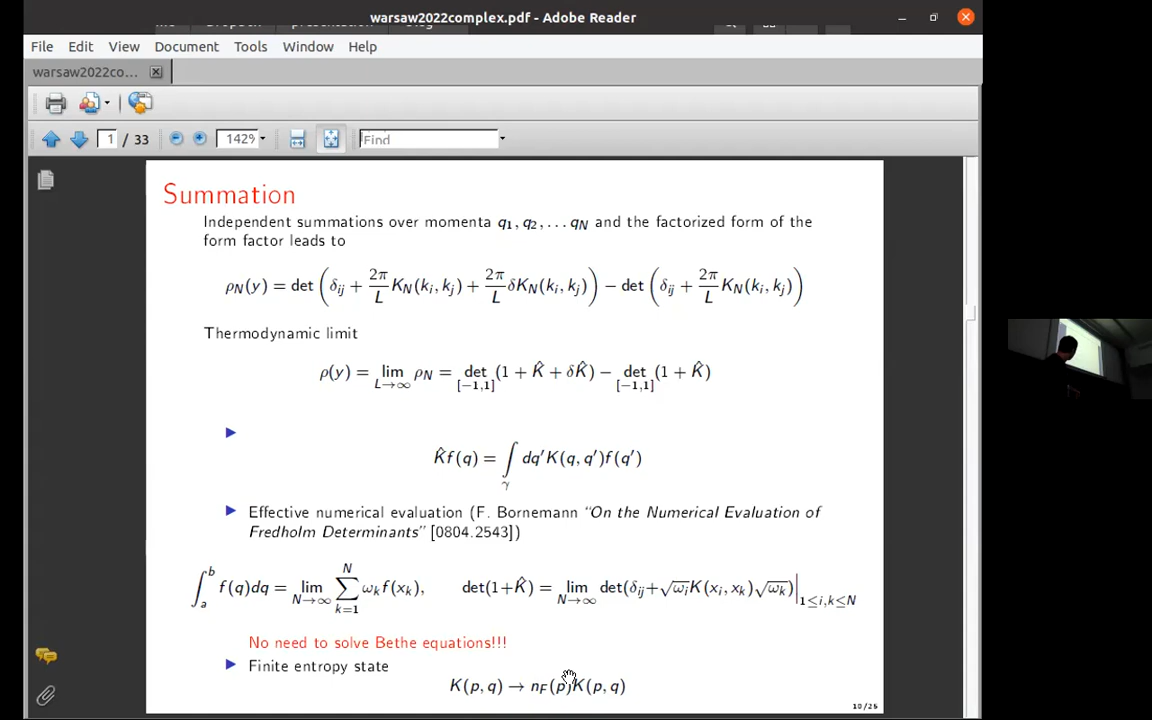 warsaw2022complex.pdf - Adobe Reader
File Edit View Document Tools Window Help
warsaw2022co...
1 / 33 142% Find
Summation
Independent summations over momenta q₁, q₂, … q_N and the factorized form of the
form factor leads to
ρ_N(y) = det (δ_ij + 2π/L K_N(k_i, k_j) + 2π/L δK_N(k_i, k_j)) − det (δ_ij + 2π/L K_N(k_i, k_j))
Thermodynamic limit
ρ(y) = lim_{L→∞} ρ_N = det_{[−1,1]} (1 + K̂ + δK̂) − det_{[−1,1]} (1 + K̂)
K̂f(q) = ∫_γ dq′K(q, q′)f(q′)
Effective numerical evaluation (F. Bornemann "On the Numerical Evaluation of
Fredholm Determinants" [0804.2543])
∫_a^b f(q)dq = lim_{N→∞} ∑_{k=1}^N ω_k f(x_k), det(1+K̂) = lim_{N→∞} det(δ_ij+√ω_i K(x_i, x_k)√ω_k)|_{1≤i,k≤N}
No need to solve Bethe equations!!!
Finite entropy state
K(p, q) → n_F(p)K(p, q)
10/26